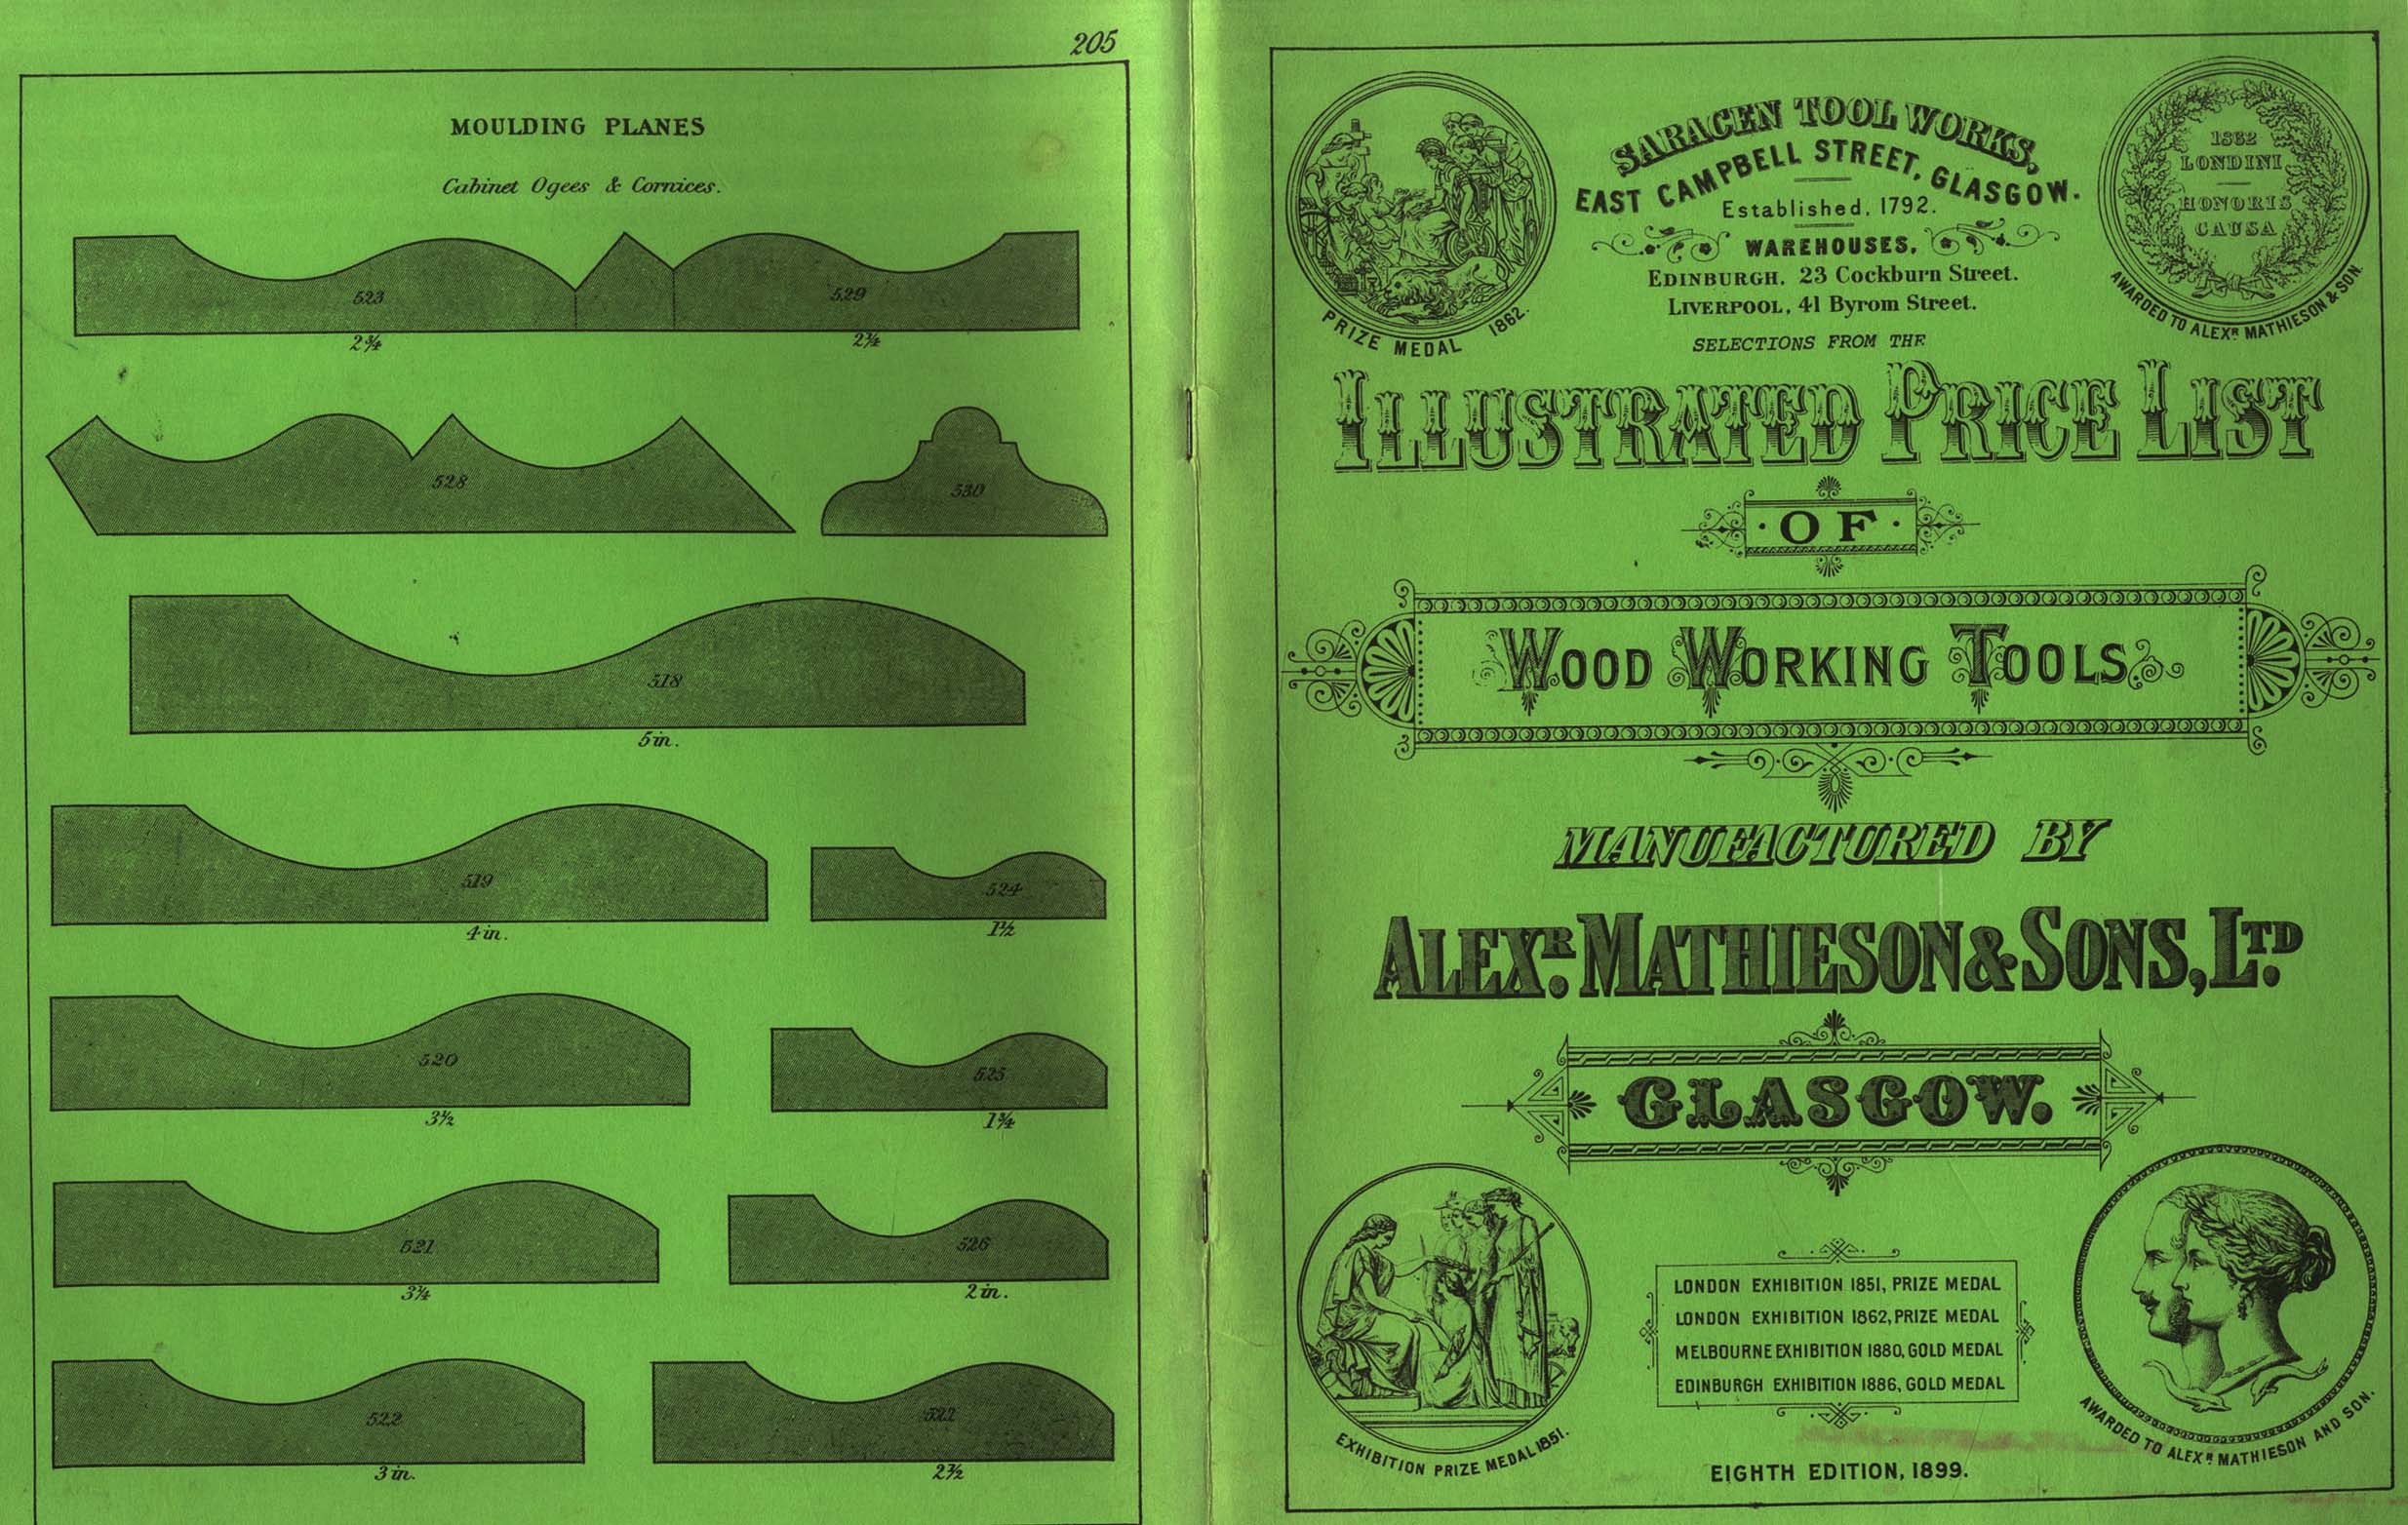 205
MOULDING PLANES
Cabinet Ogees & Cornices.
523 529
2¾ 2¼
528 530
518
5 in.
519 524
4 in. 1½
520 525
3½ 1¾
521 526
3¼ 2 in.
522 522
3 in. 2½
SARACEN TOOL WORKS,
EAST CAMPBELL STREET, GLASGOW.
Established, 1792.
WAREHOUSES,
EDINBURGH, 23 Cockburn Street.
LIVERPOOL, 41 Byrom Street.
PRIZE MEDAL 1862.
1862
LONDINI
HONORIS
CAUSA
AWARDED TO ALEXR. MATHIESON & SON.
SELECTIONS FROM THE
ILLUSTRATED PRICE LIST
· OF ·
WOOD WORKING TOOLS
MANUFACTURED BY
ALEXR. MATHIESON & SONS, LTD.
GLASGOW.
LONDON EXHIBITION 1851, PRIZE MEDAL
LONDON EXHIBITION 1862, PRIZE MEDAL
MELBOURNE EXHIBITION 1880, GOLD MEDAL
EDINBURGH EXHIBITION 1886, GOLD MEDAL
EXHIBITION PRIZE MEDAL 1851.
AWARDED TO ALEXR MATHIESON AND SON.
EIGHTH EDITION, 1899.